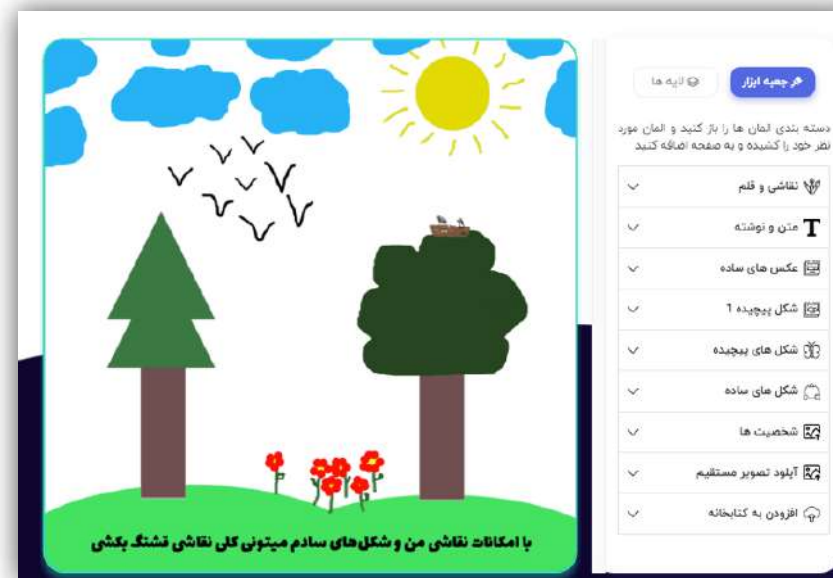 جعبه ابزار
لایه ها
دسته بندی المان ها را باز کنید و المان مورد
نظر خود را کشیده و به صفحه اضافه کنید
نقاشی و قلم
متن و نوشته
عکس های ساده
شکل پیچیده 1
شکل های پیچیده
شکل های ساده
شخصیت ها
آپلود تصویر مستقیم
افزودن به کتابخانه
با امکانات نقاشی من و شکل‌های سادم میتونی کلی نقاشی قشنگ بکشی